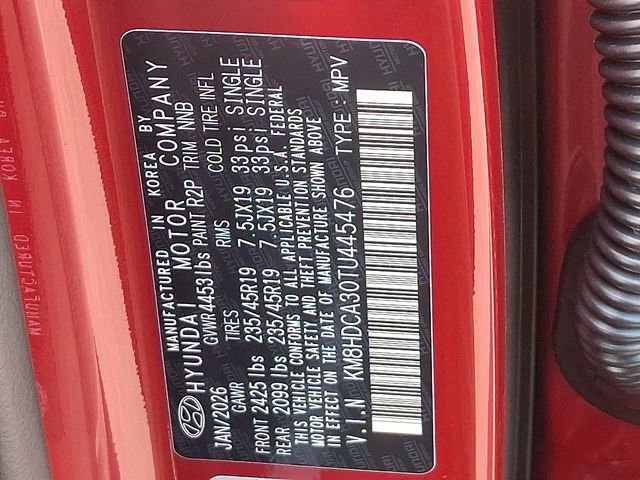 MANUFACTURED IN KOREA BY
HYUNDAI MOTOR COMPANY
JAN/2026 GVWR4453lbs PAINT R2P TRIM NNB
GAWR TIRES RIMS COLD TIRE INFL
FRONT 2425 lbs 235/45R19 7.5JX19 33psi SINGLE
REAR 2099 lbs 235/45R19 7.5JX19 33psi SINGLE
THIS VEHICLE CONFORMS TO ALL APPLICABLE U.S.A. FEDERAL
MOTOR VEHICLE SAFETY AND THEFT PREVENTION STANDARDS
IN EFFECT ON THE DATE OF MANUFACTURE SHOWN ABOVE
V.I.N KM8HDCA30TU445476 TYPE : MPV
MANUFACTURED IN KOREA